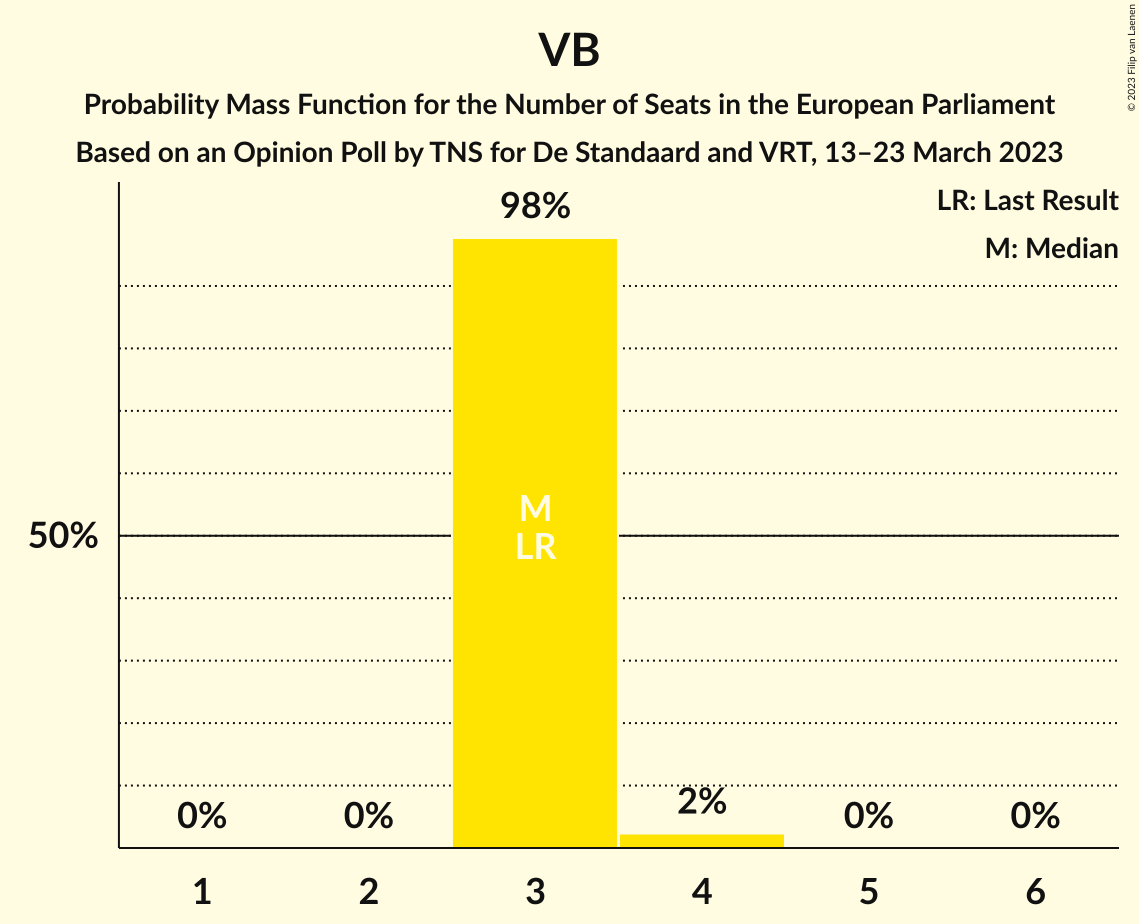 VB
Probability Mass Function for the Number of Seats in the European Parliament
Based on an Opinion Poll by TNS for De Standaard and VRT, 13–23 March 2023
© 2023 Filip van Laenen
LR: Last Result
M: Median
98%
M
LR
50%
0%
0%
2%
0%
0%
1
2
3
4
5
6